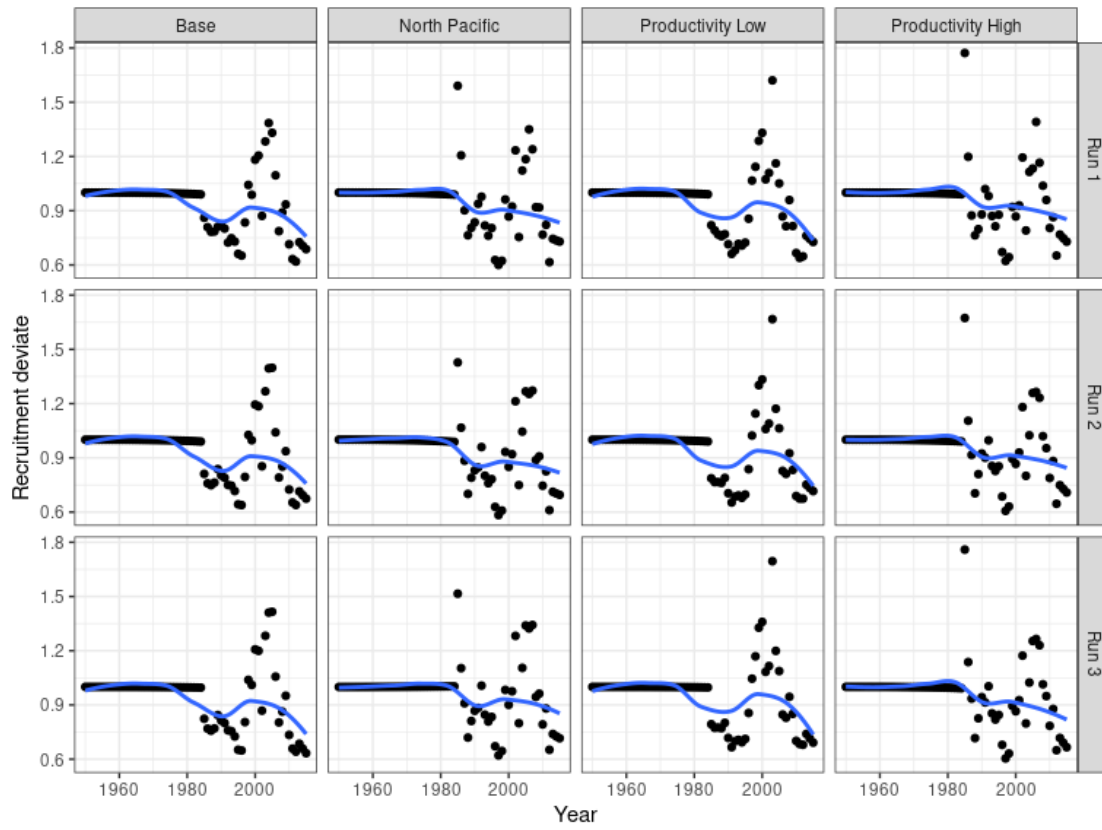 Base North Pacific Productivity Low Productivity High
1.8
1.5
1.2
0.9
0.6
Run 1
1.8
1.5
1.2
0.9
0.6
Run 2
1.8
1.5
1.2
0.9
0.6
Run 3
Recruitment deviate
1960 1980 2000 1960 1980 2000 1960 1980 2000 1960 1980 2000
Year